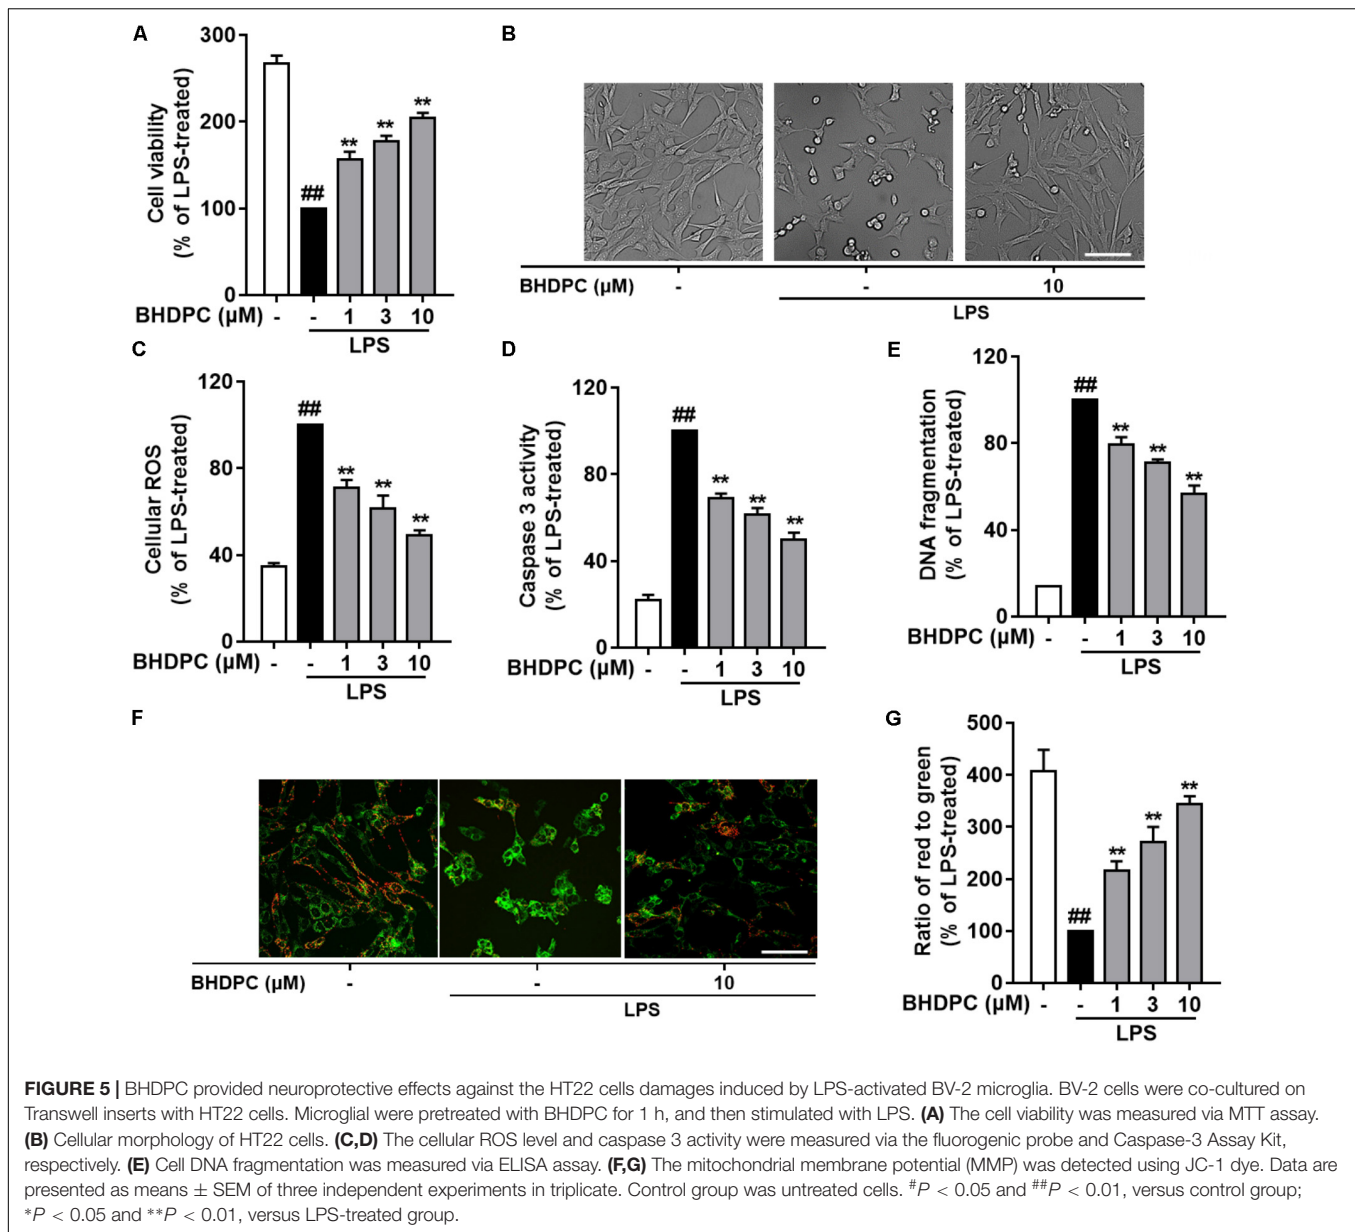 A
Cell viability
(% of LPS-treated)
300
200
100
0
##
**
**
**
BHDPC (µM) - - 1 3 10
LPS
B
BHDPC (µM) - - 10
LPS
C
Cellular ROS
(% of LPS-treated)
120
80
40
0
##
**
**
**
BHDPC (µM) - - 1 3 10
LPS
D
Caspase 3 activity
(% of LPS-treated)
120
80
40
0
##
**
**
**
BHDPC (µM) - - 1 3 10
LPS
E
DNA fragmentation
(% of LPS-treated)
120
80
40
0
##
**
**
**
BHDPC (µM) - - 1 3 10
LPS
F
BHDPC (µM) - - 10
LPS
G
Ratio of red to green
(% of LPS-treated)
500
400
300
200
100
0
##
**
**
**
BHDPC (µM) - - 1 3 10
LPS
FIGURE 5 | BHDPC provided neuroprotective effects against the HT22 cells damages induced by LPS-activated BV-2 microglia. BV-2 cells were co-cultured on
Transwell inserts with HT22 cells. Microglial were pretreated with BHDPC for 1 h, and then stimulated with LPS. (A) The cell viability was measured via MTT assay.
(B) Cellular morphology of HT22 cells. (C,D) The cellular ROS level and caspase 3 activity were measured via the fluorogenic probe and Caspase-3 Assay Kit,
respectively. (E) Cell DNA fragmentation was measured via ELISA assay. (F,G) The mitochondrial membrane potential (MMP) was detected using JC-1 dye. Data are
presented as means ± SEM of three independent experiments in triplicate. Control group was untreated cells. #P < 0.05 and ##P < 0.01, versus control group;
*P < 0.05 and **P < 0.01, versus LPS-treated group.